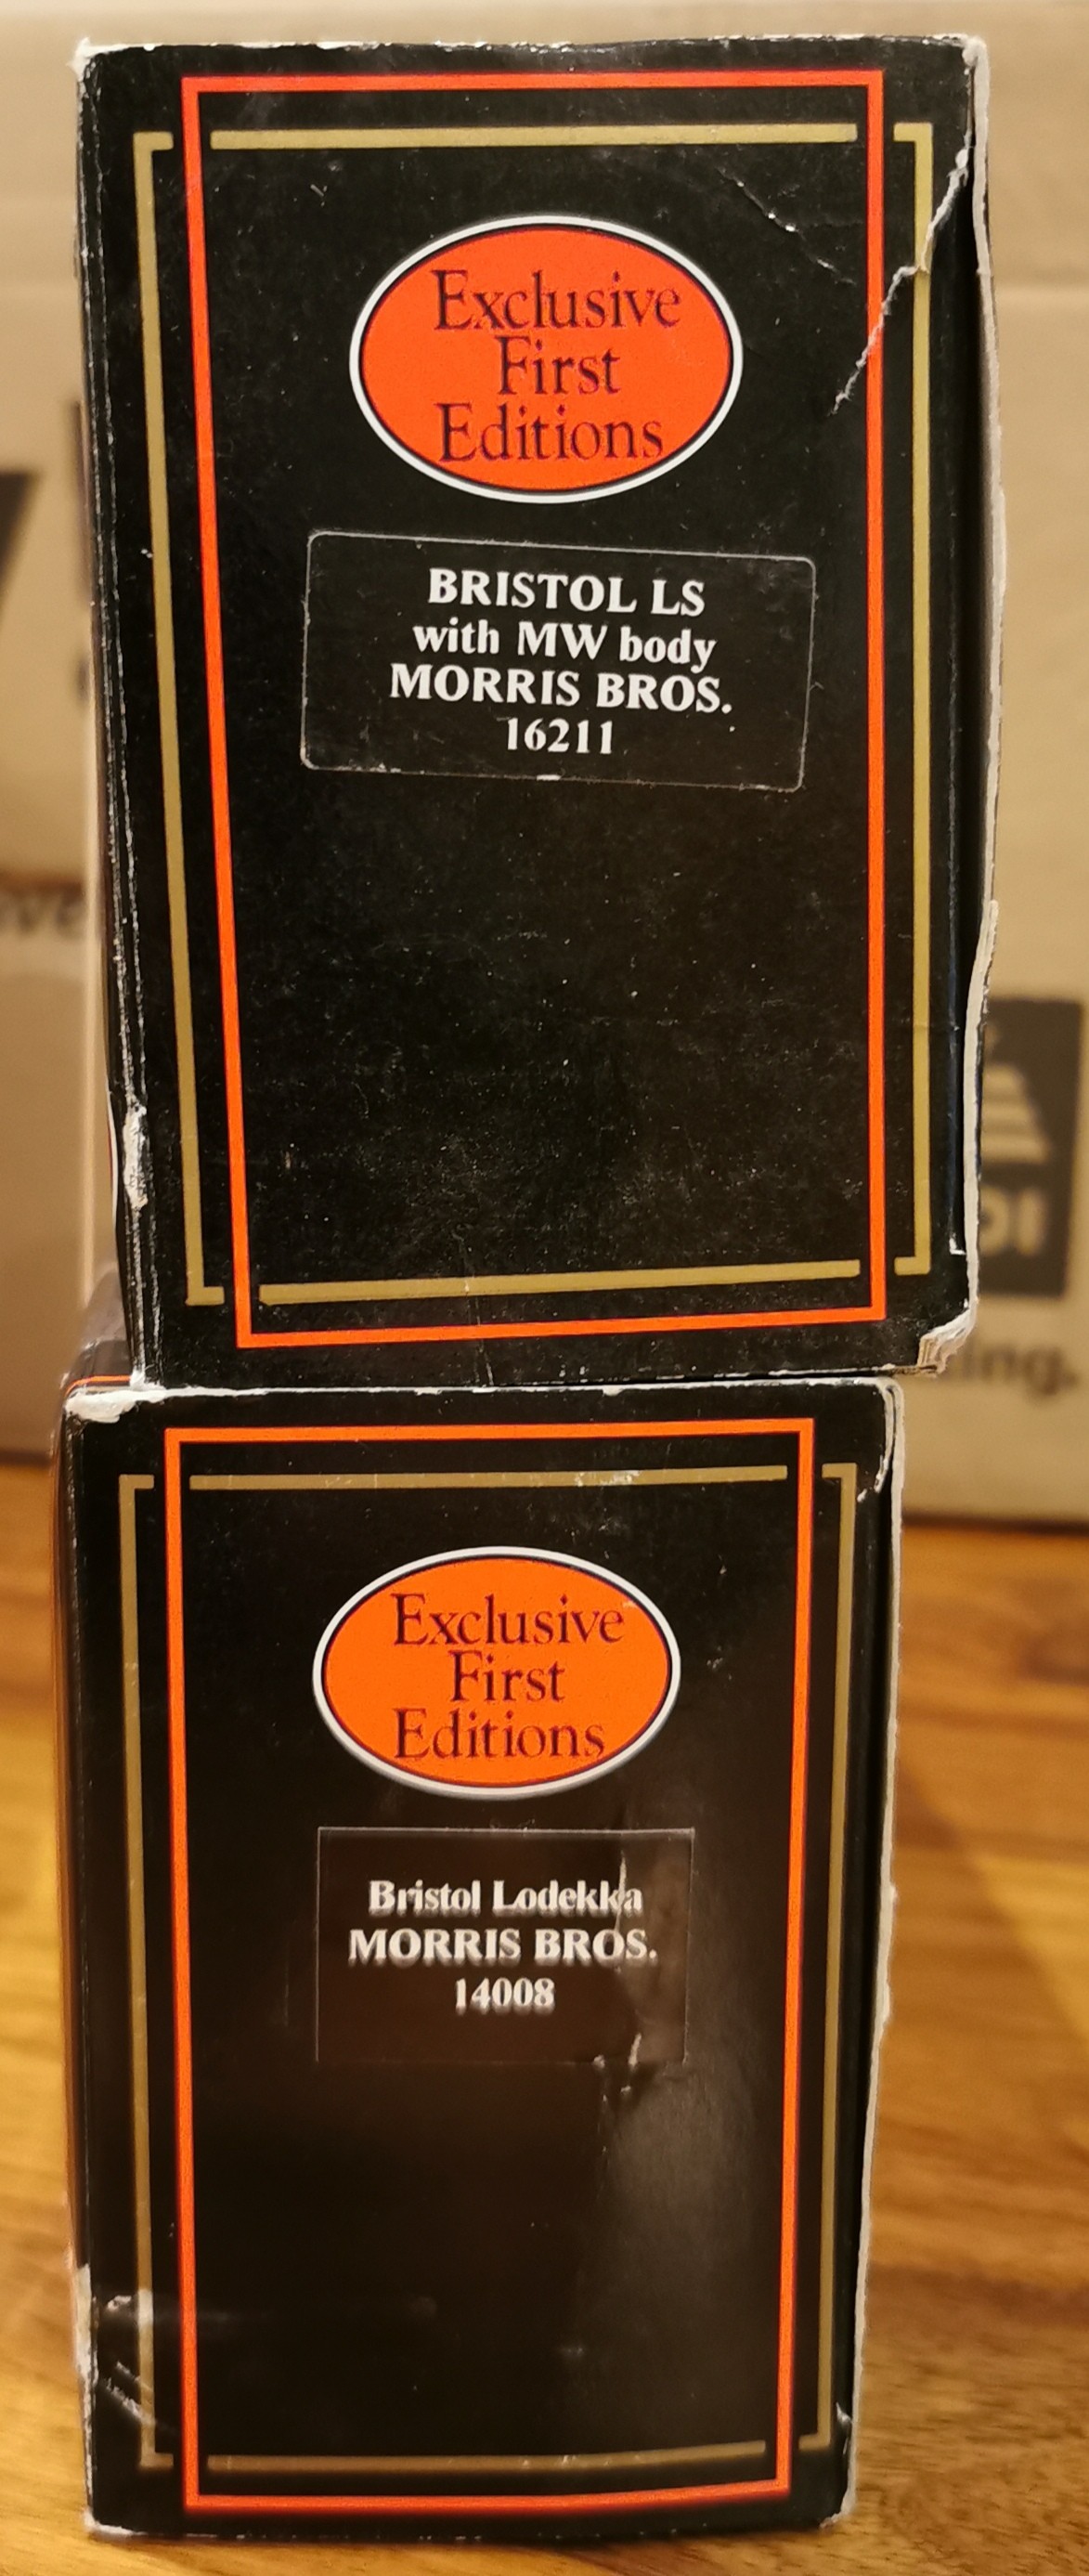 Exclusive
First
Editions
BRISTOL LS
with MW body
MORRIS BROS.
16211
Exclusive
First
Editions
Bristol Lodekka
MORRIS BROS.
14008